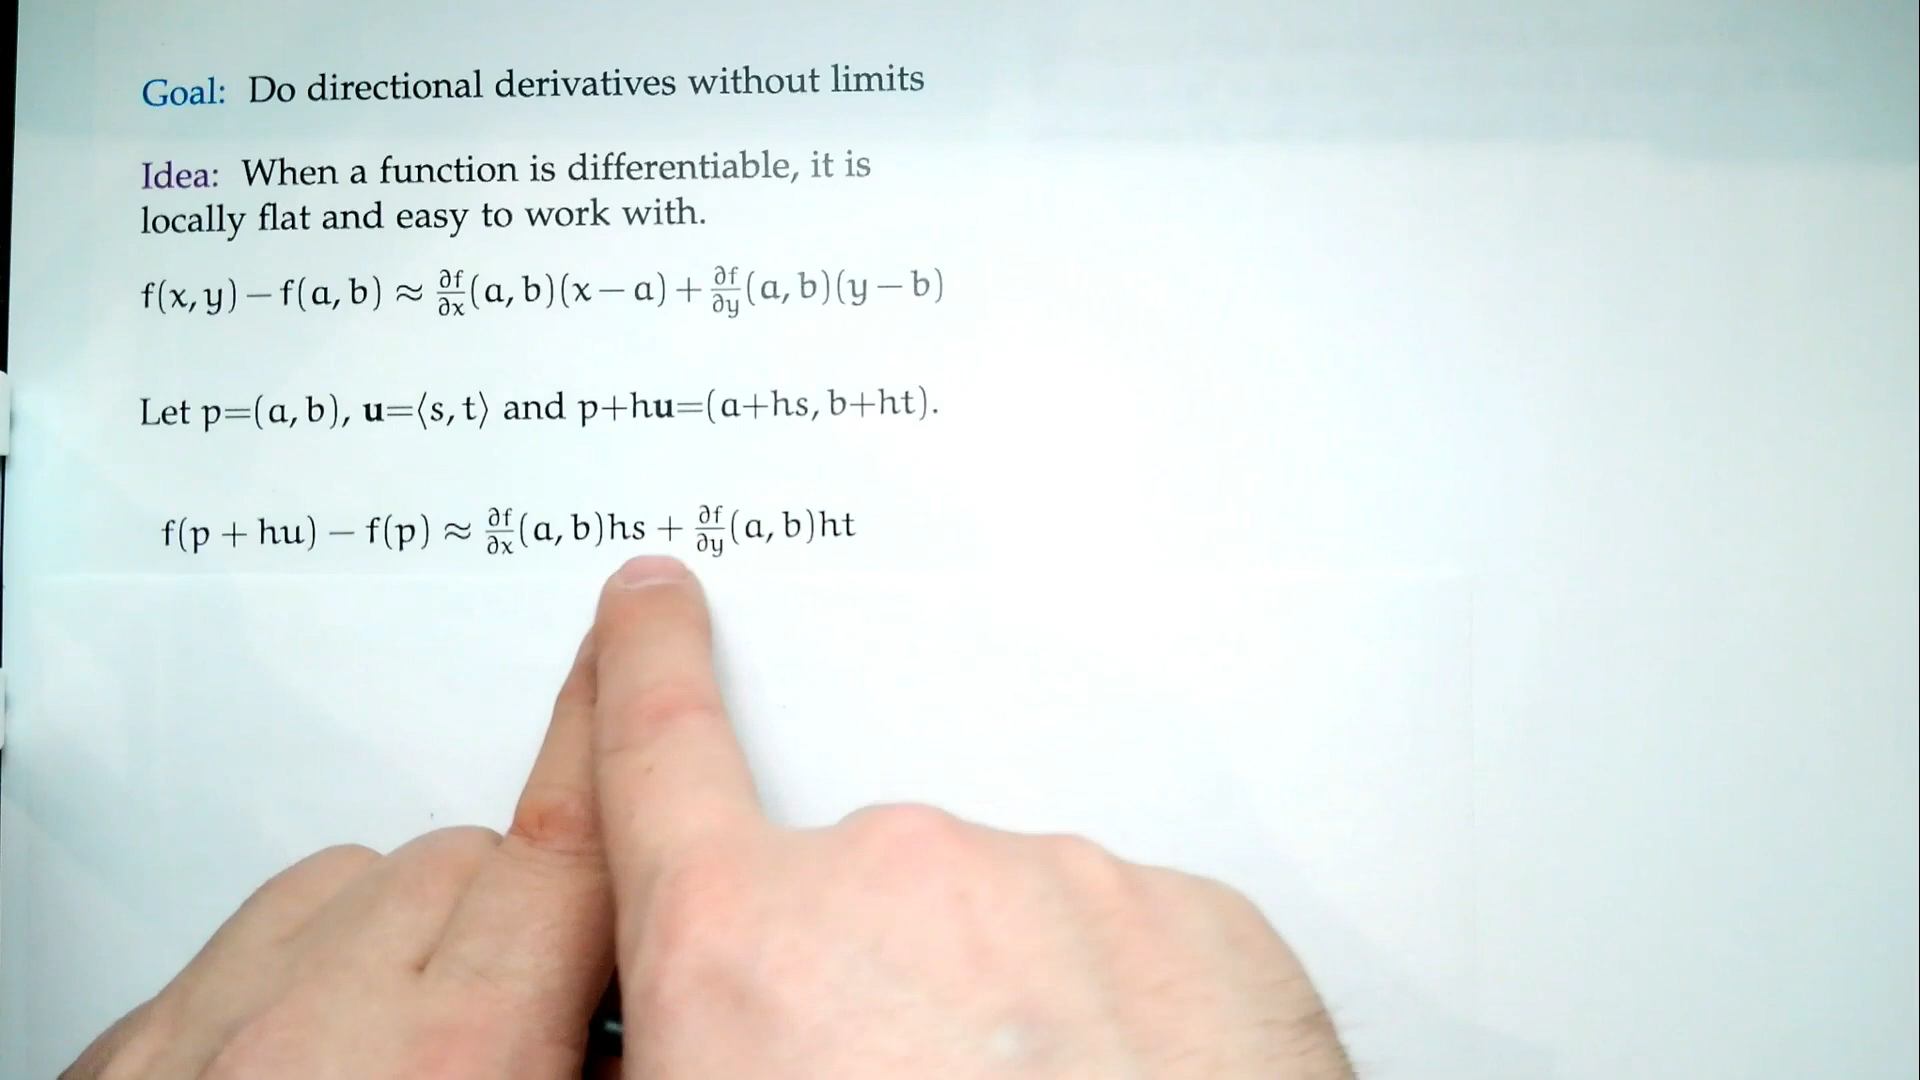 Goal: Do directional derivatives without limits
Idea: When a function is differentiable, it is
locally flat and easy to work with.
f(x, y) − f(a, b) ≈ ∂f/∂x (a, b)(x − a) + ∂f/∂y (a, b)(y − b)
Let p=(a, b), u=⟨s, t⟩ and p+hu=(a+hs, b+ht).
f(p + hu) − f(p) ≈ ∂f/∂x (a, b)hs + ∂f/∂y (a, b)ht